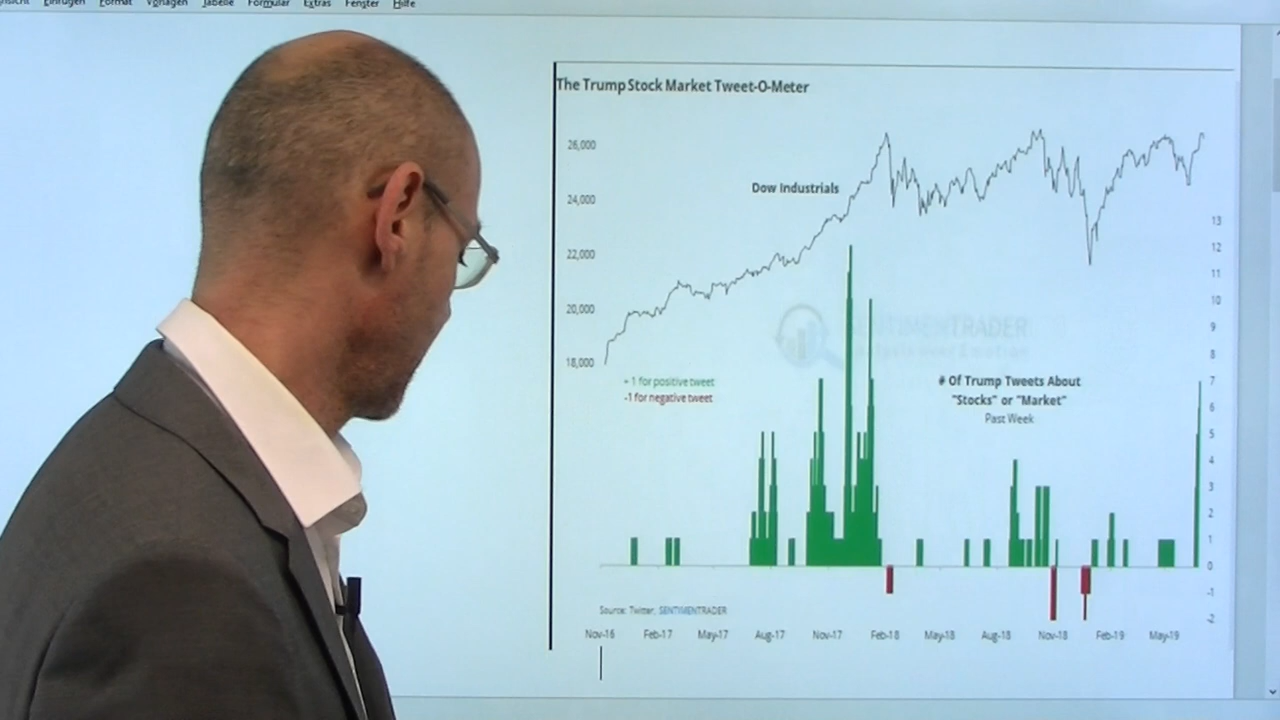 Einfügen Format Vorlagen Tabelle Formular Extras Fenster Hilfe
The Trump Stock Market Tweet-O-Meter
26,000
Dow Industrials
24,000
13
22,000
12
11
20,000
10
SENTIMENTRADER
9
18,000
8
+ 1 for positive tweet
# Of Trump Tweets About
7
-1 for negative tweet
"Stocks" or "Market"
6
Past Week
5
4
3
2
1
0
-1
Source: Twitter, SENTIMENTRADER
-2
Nov-16 Feb-17 May-17 Aug-17 Nov-17 Feb-18 May-18 Aug-18 Nov-18 Feb-19 May-19